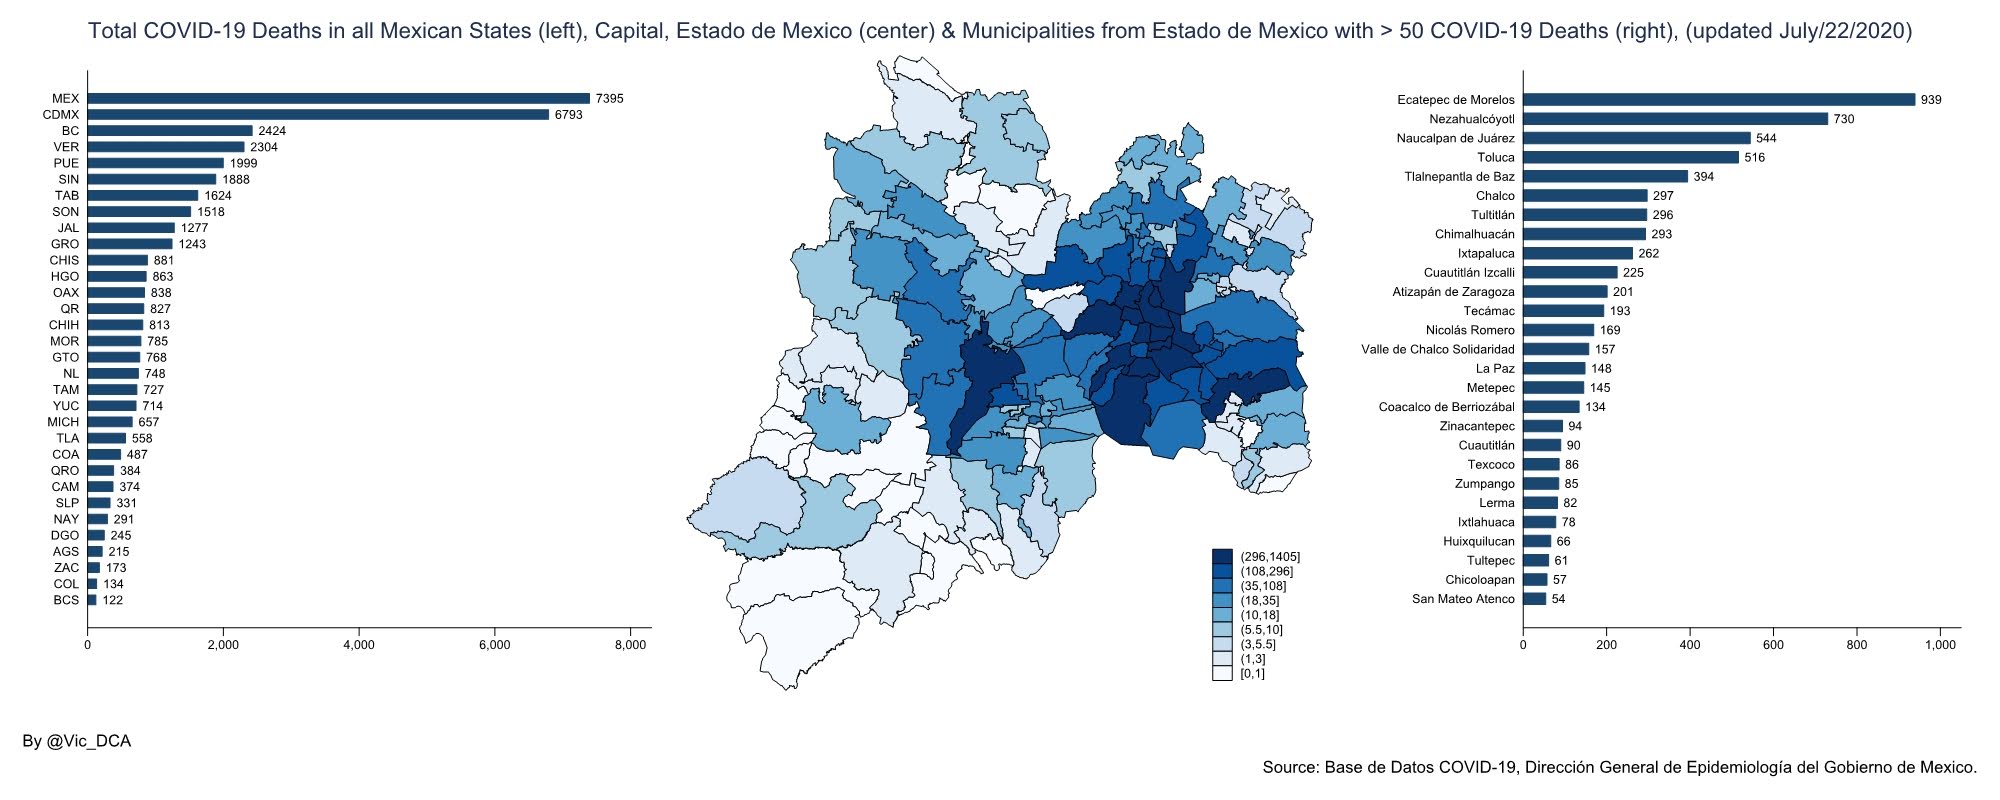 Total COVID-19 Deaths in all Mexican States (left), Capital, Estado de Mexico (center) & Municipalities from Estado de Mexico with > 50 COVID-19 Deaths (right), (updated July/22/2020)
MEX 7395
CDMX 6793
BC 2424
VER 2304
PUE 1999
SIN 1888
TAB 1624
SON 1518
JAL 1277
GRO 1243
CHIS 881
HGO 863
OAX 838
QR 827
CHIH 813
MOR 785
GTO 768
NL 748
TAM 727
YUC 714
MICH 657
TLA 558
COA 487
QRO 384
CAM 374
SLP 331
NAY 291
DGO 245
AGS 215
ZAC 173
COL 134
BCS 122
0 2,000 4,000 6,000 8,000
(296,1405]
(108,296]
(35,108]
(18,35]
(10,18]
(5.5,10]
(3,5.5]
(1,3]
[0,1]
Ecatepec de Morelos 939
Nezahualcóyotl 730
Naucalpan de Juárez 544
Toluca 516
Tlalnepantla de Baz 394
Chalco 297
Tultitlán 296
Chimalhuacán 293
Ixtapaluca 262
Cuautitlán Izcalli 225
Atizapán de Zaragoza 201
Tecámac 193
Nicolás Romero 169
Valle de Chalco Solidaridad 157
La Paz 148
Metepec 145
Coacalco de Berriozábal 134
Zinacantepec 94
Cuautitlán 90
Texcoco 86
Zumpango 85
Lerma 82
Ixtlahuaca 78
Huixquilucan 66
Tultepec 61
Chicoloapan 57
San Mateo Atenco 54
0 200 400 600 800 1,000
By @Vic_DCA
Source: Base de Datos COVID-19, Dirección General de Epidemiología del Gobierno de Mexico.